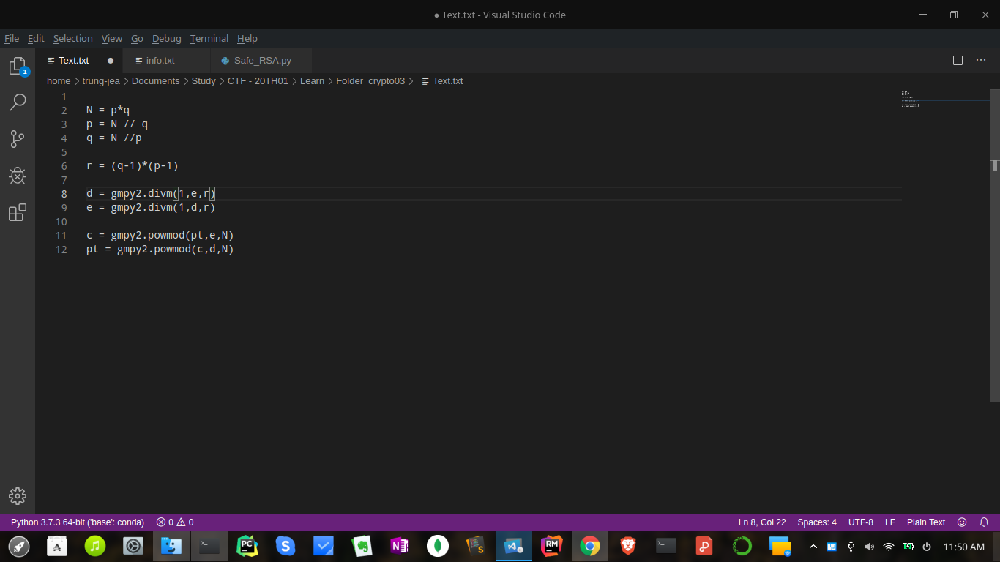 ● Text.txt - Visual Studio Code
File Edit Selection View Go Debug Terminal Help
Text.txt ● info.txt Safe_RSA.py
1
home > trung-jea > Documents > Study > CTF - 20TH01 > Learn > Folder_crypto03 > Text.txt
1
2 N = p*q
3 p = N // q
4 q = N //p
5
6 r = (q-1)*(p-1)
7
8 d = gmpy2.divm(1,e,r)
9 e = gmpy2.divm(1,d,r)
10
11 c = gmpy2.powmod(pt,e,N)
12 pt = gmpy2.powmod(c,d,N)
Python 3.7.3 64-bit ('base': conda) 0 0 Ln 8, Col 22 Spaces: 4 UTF-8 LF Plain Text
A >_ PC S N S RM >_ 11:50 AM